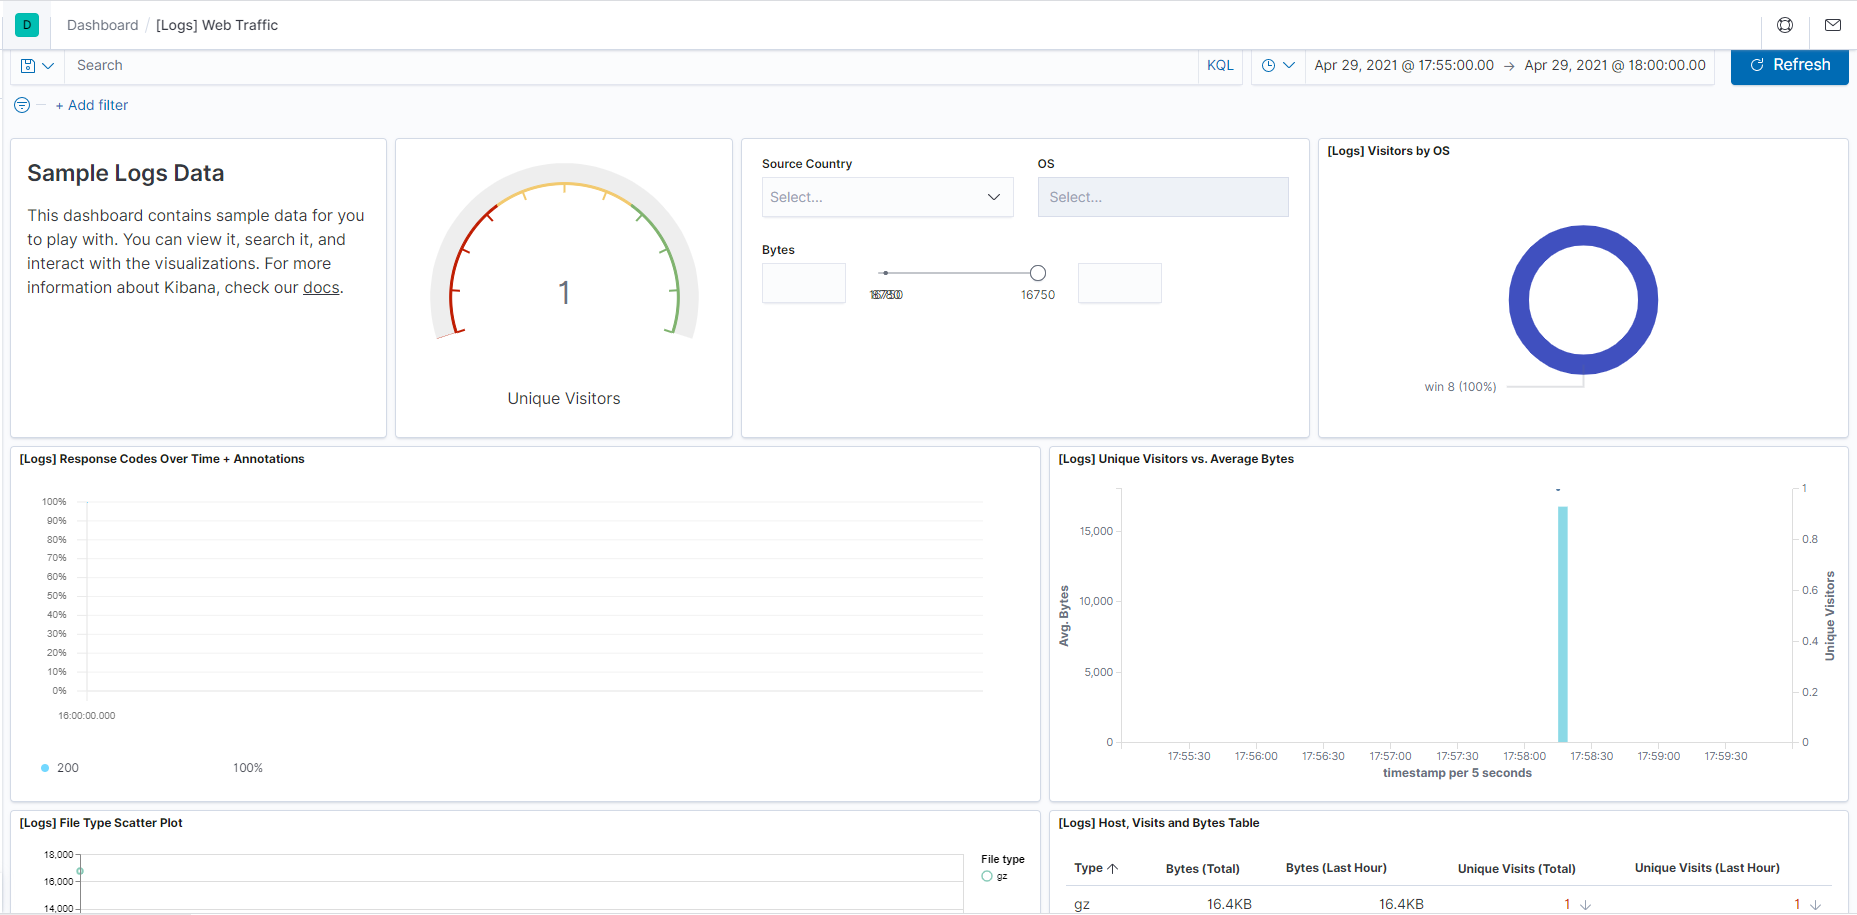 D
Dashboard / [Logs] Web Traffic
Search
KQL
Apr 29, 2021 @ 17:55:00.00 → Apr 29, 2021 @ 18:00:00.00
Refresh
+ Add filter
Sample Logs Data
This dashboard contains sample data for you
to play with. You can view it, search it, and
interact with the visualizations. For more
information about Kibana, check our docs.
1
Unique Visitors
Source Country
Select...
OS
Select...
Bytes
16750
[Logs] Visitors by OS
win 8 (100%)
[Logs] Response Codes Over Time + Annotations
100%
90%
80%
70%
60%
50%
40%
30%
20%
10%
0%
16:00:00.000
200 100%
[Logs] Unique Visitors vs. Average Bytes
-
Avg. Bytes
15,000
10,000
5,000
0
1
0.8
0.6
0.4
0.2
0
Unique Visitors
17:55:30 17:56:00 17:56:30 17:57:00 17:57:30 17:58:00 17:58:30 17:59:00 17:59:30
timestamp per 5 seconds
[Logs] File Type Scatter Plot
18,000
16,000
14,000
File type
gz
[Logs] Host, Visits and Bytes Table
Type ↑ Bytes (Total) Bytes (Last Hour) Unique Visits (Total) Unique Visits (Last Hour)
gz 16.4KB 16.4KB 1 ↓ 1 ↓